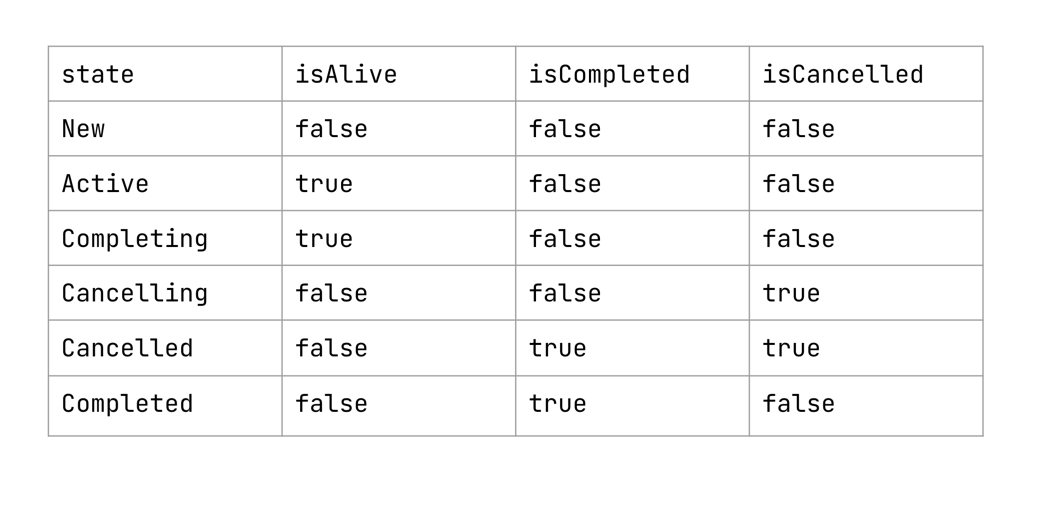 state isAlive isCompleted isCancelled
New false false false
Active true false false
Completing true false false
Cancelling false false true
Cancelled false true true
Completed false true false